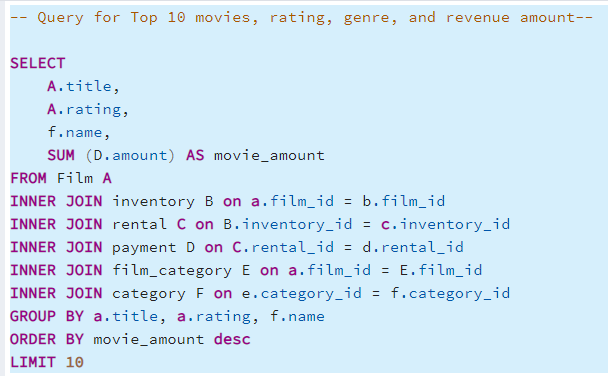 -- Query for Top 10 movies, rating, genre, and revenue amount--
SELECT
A.title,
A.rating,
f.name,
SUM (D.amount) AS movie_amount
FROM Film A
INNER JOIN inventory B on a.film_id = b.film_id
INNER JOIN rental C on B.inventory_id = c.inventory_id
INNER JOIN payment D on C.rental_id = d.rental_id
INNER JOIN film_category E on a.film_id = E.film_id
INNER JOIN category F on e.category_id = f.category_id
GROUP BY a.title, a.rating, f.name
ORDER BY movie_amount desc
LIMIT 10